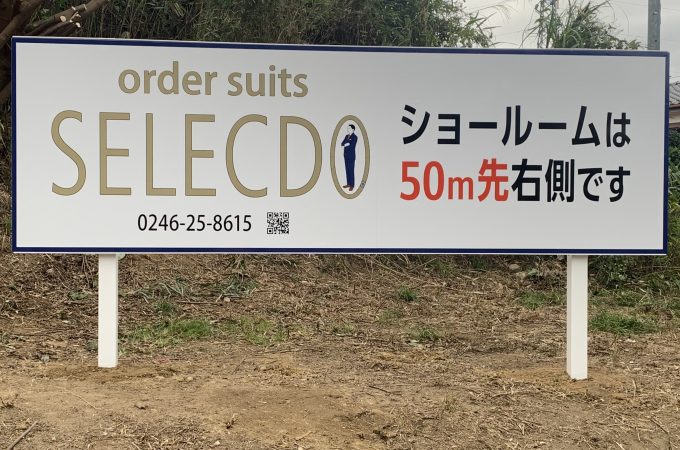 order suits
SELECDO
0246-25-8615
ショールームは
50m先右側です